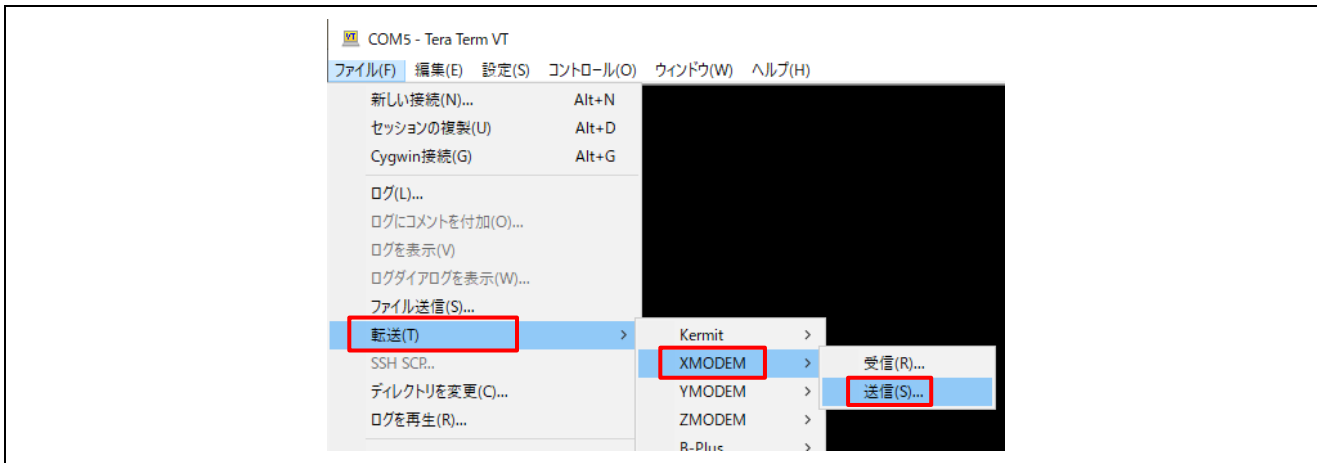 COM5 - Tera Term VT
ファイル(F) 編集(E) 設定(S) コントロール(O) ウィンドウ(W) ヘルプ(H)
新しい接続(N)... Alt+N
セッションの複製(U) Alt+D
Cygwin接続(G) Alt+G
ログ(L)...
ログにコメントを付加(O)...
ログを表示(V)
ログダイアログを表示(W)...
ファイル送信(S)...
転送(T) >
Kermit >
SSH SCP...
XMODEM >
受信(R)...
ディレクトリを変更(C)...
YMODEM >
送信(S)...
ログを再生(R)...
ZMODEM >
B-Plus >